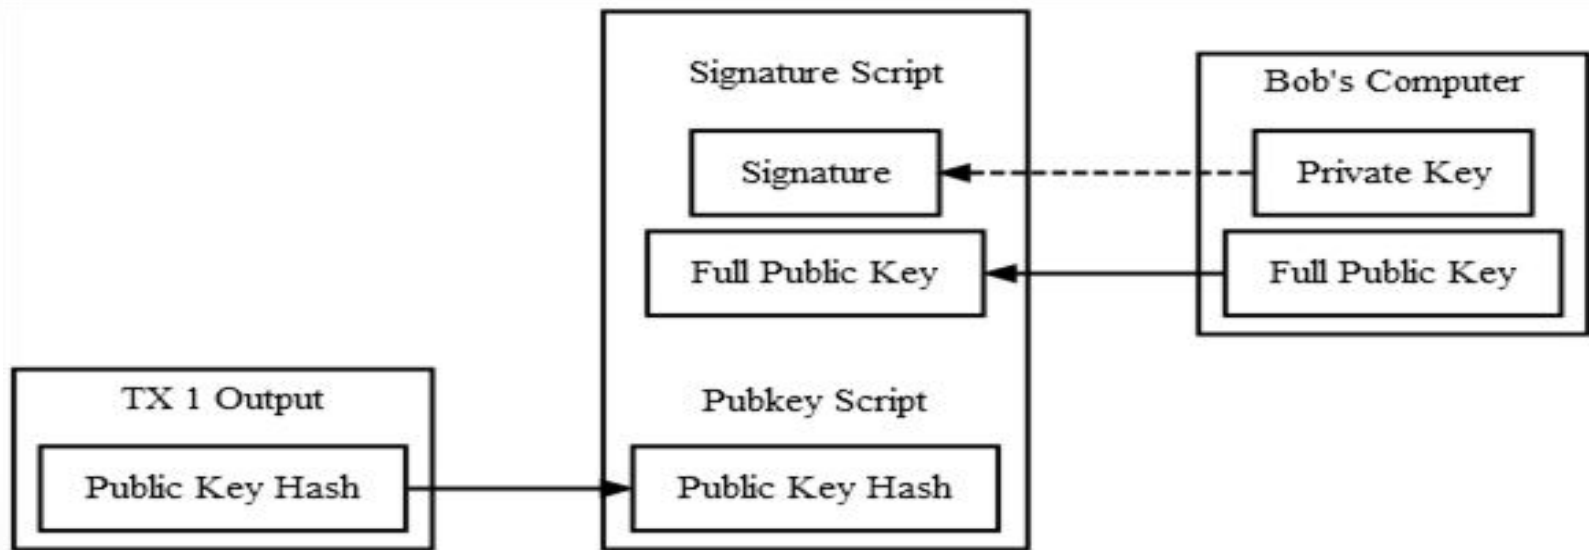 Signature Script
Signature
Full Public Key
Pubkey Script
Public Key Hash
Bob's Computer
Private Key
Full Public Key
TX 1 Output
Public Key Hash